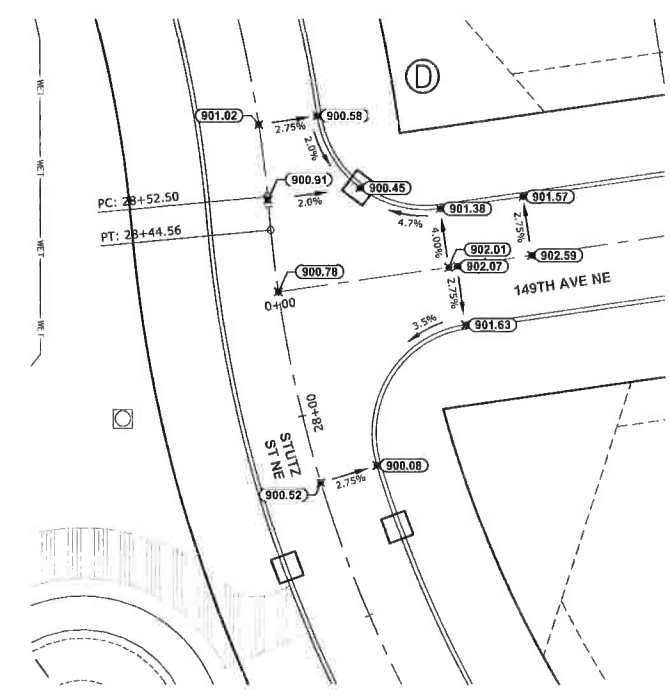 D
WET
901.02
2.75%
900.58
2.0%
WET
900.91
900.45
PC: 28+52.50
2.0%
901.38
901.57
4.7%
PT: 28+44.56
4.00%
2.75%
WET
902.01
902.59
900.78
902.07
149TH AVE NE
0+00
2.75%
WET
3.5%
901.63
28+00
STUTZ
ST NE
900.08
2.75%
900.52